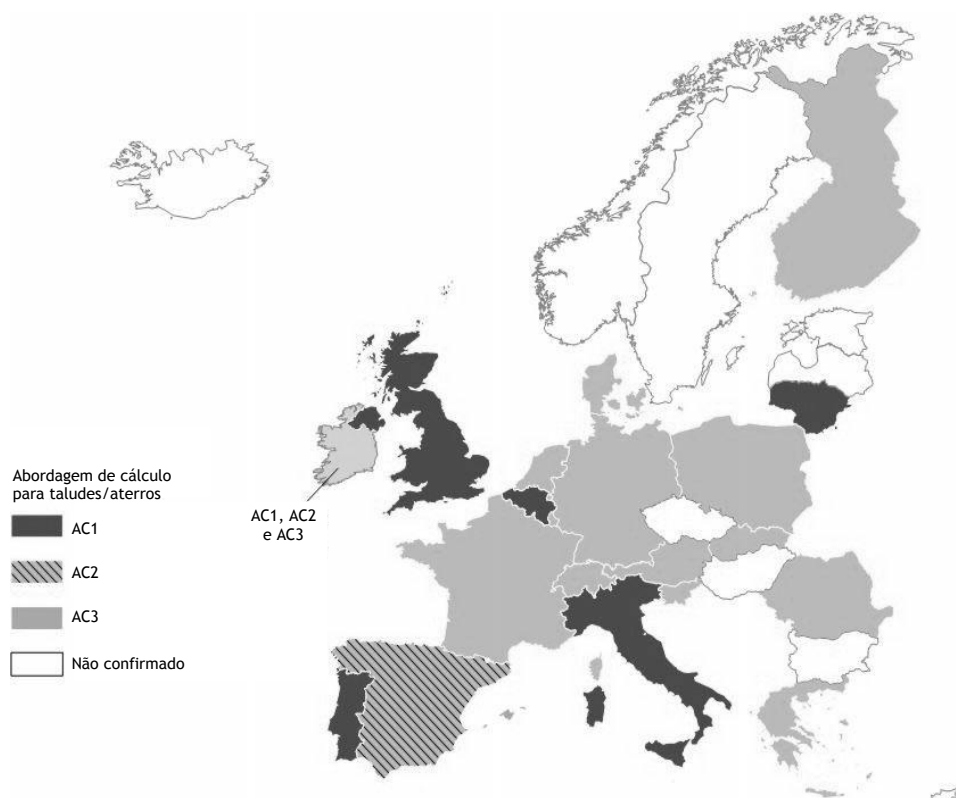 Abordagem de cálculo
para taludes/aterros
AC1
AC2
AC3
Não confirmado
AC1, AC2
e AC3